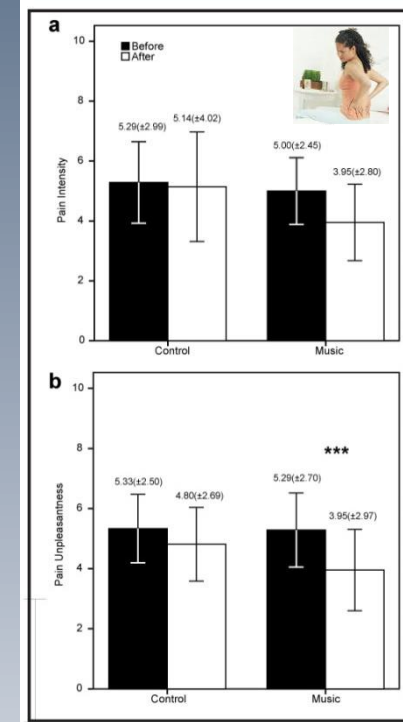 a
10
Before
After
5.29(±2.99)
5.14(±4.02)
5.00(±2.45)
3.95(±2.80)
8
6
4
2
0
Pain Intensity
Control
Music
b
10
***
5.33(±2.50)
4.80(±2.69)
5.29(±2.70)
3.95(±2.97)
8
6
4
2
0
Pain Unpleasantness
Control
Music